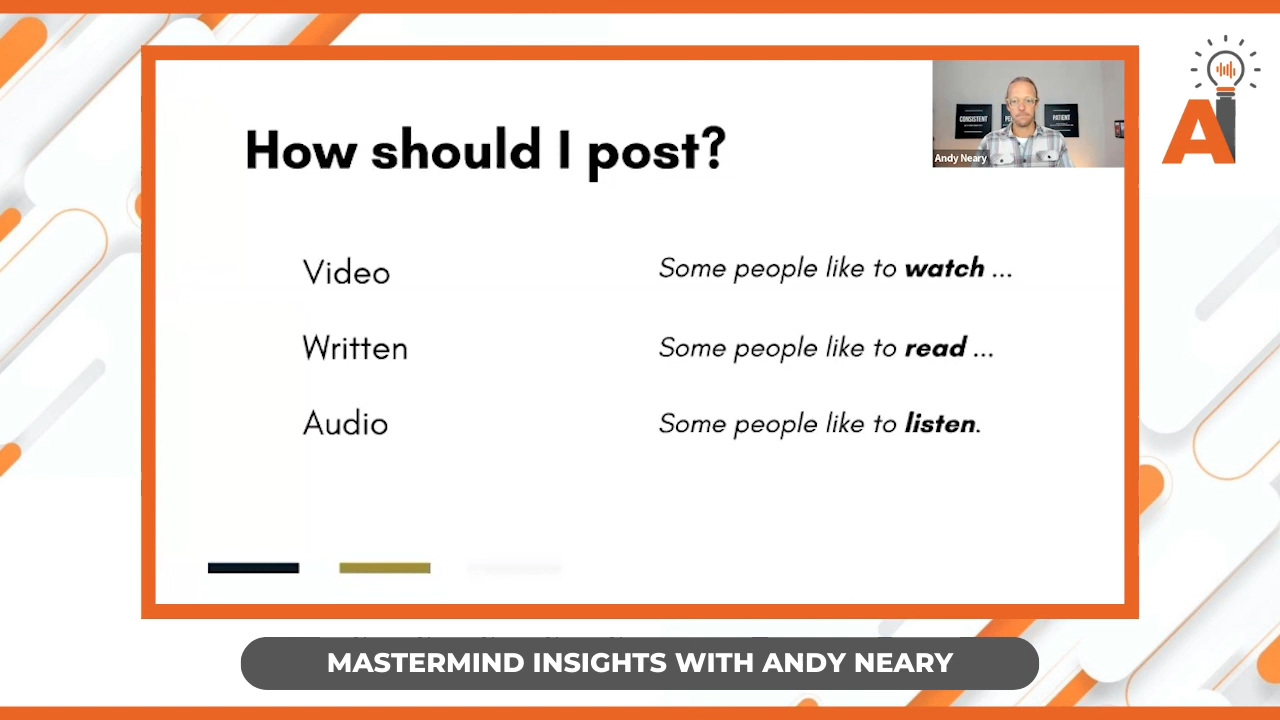 How should I post?
Video
Some people like to watch ...
Written
Some people like to read ...
Audio
Some people like to listen.
CONSISTENT
PATIENT
Andy Neary
AI
MASTERMIND INSIGHTS WITH ANDY NEARY